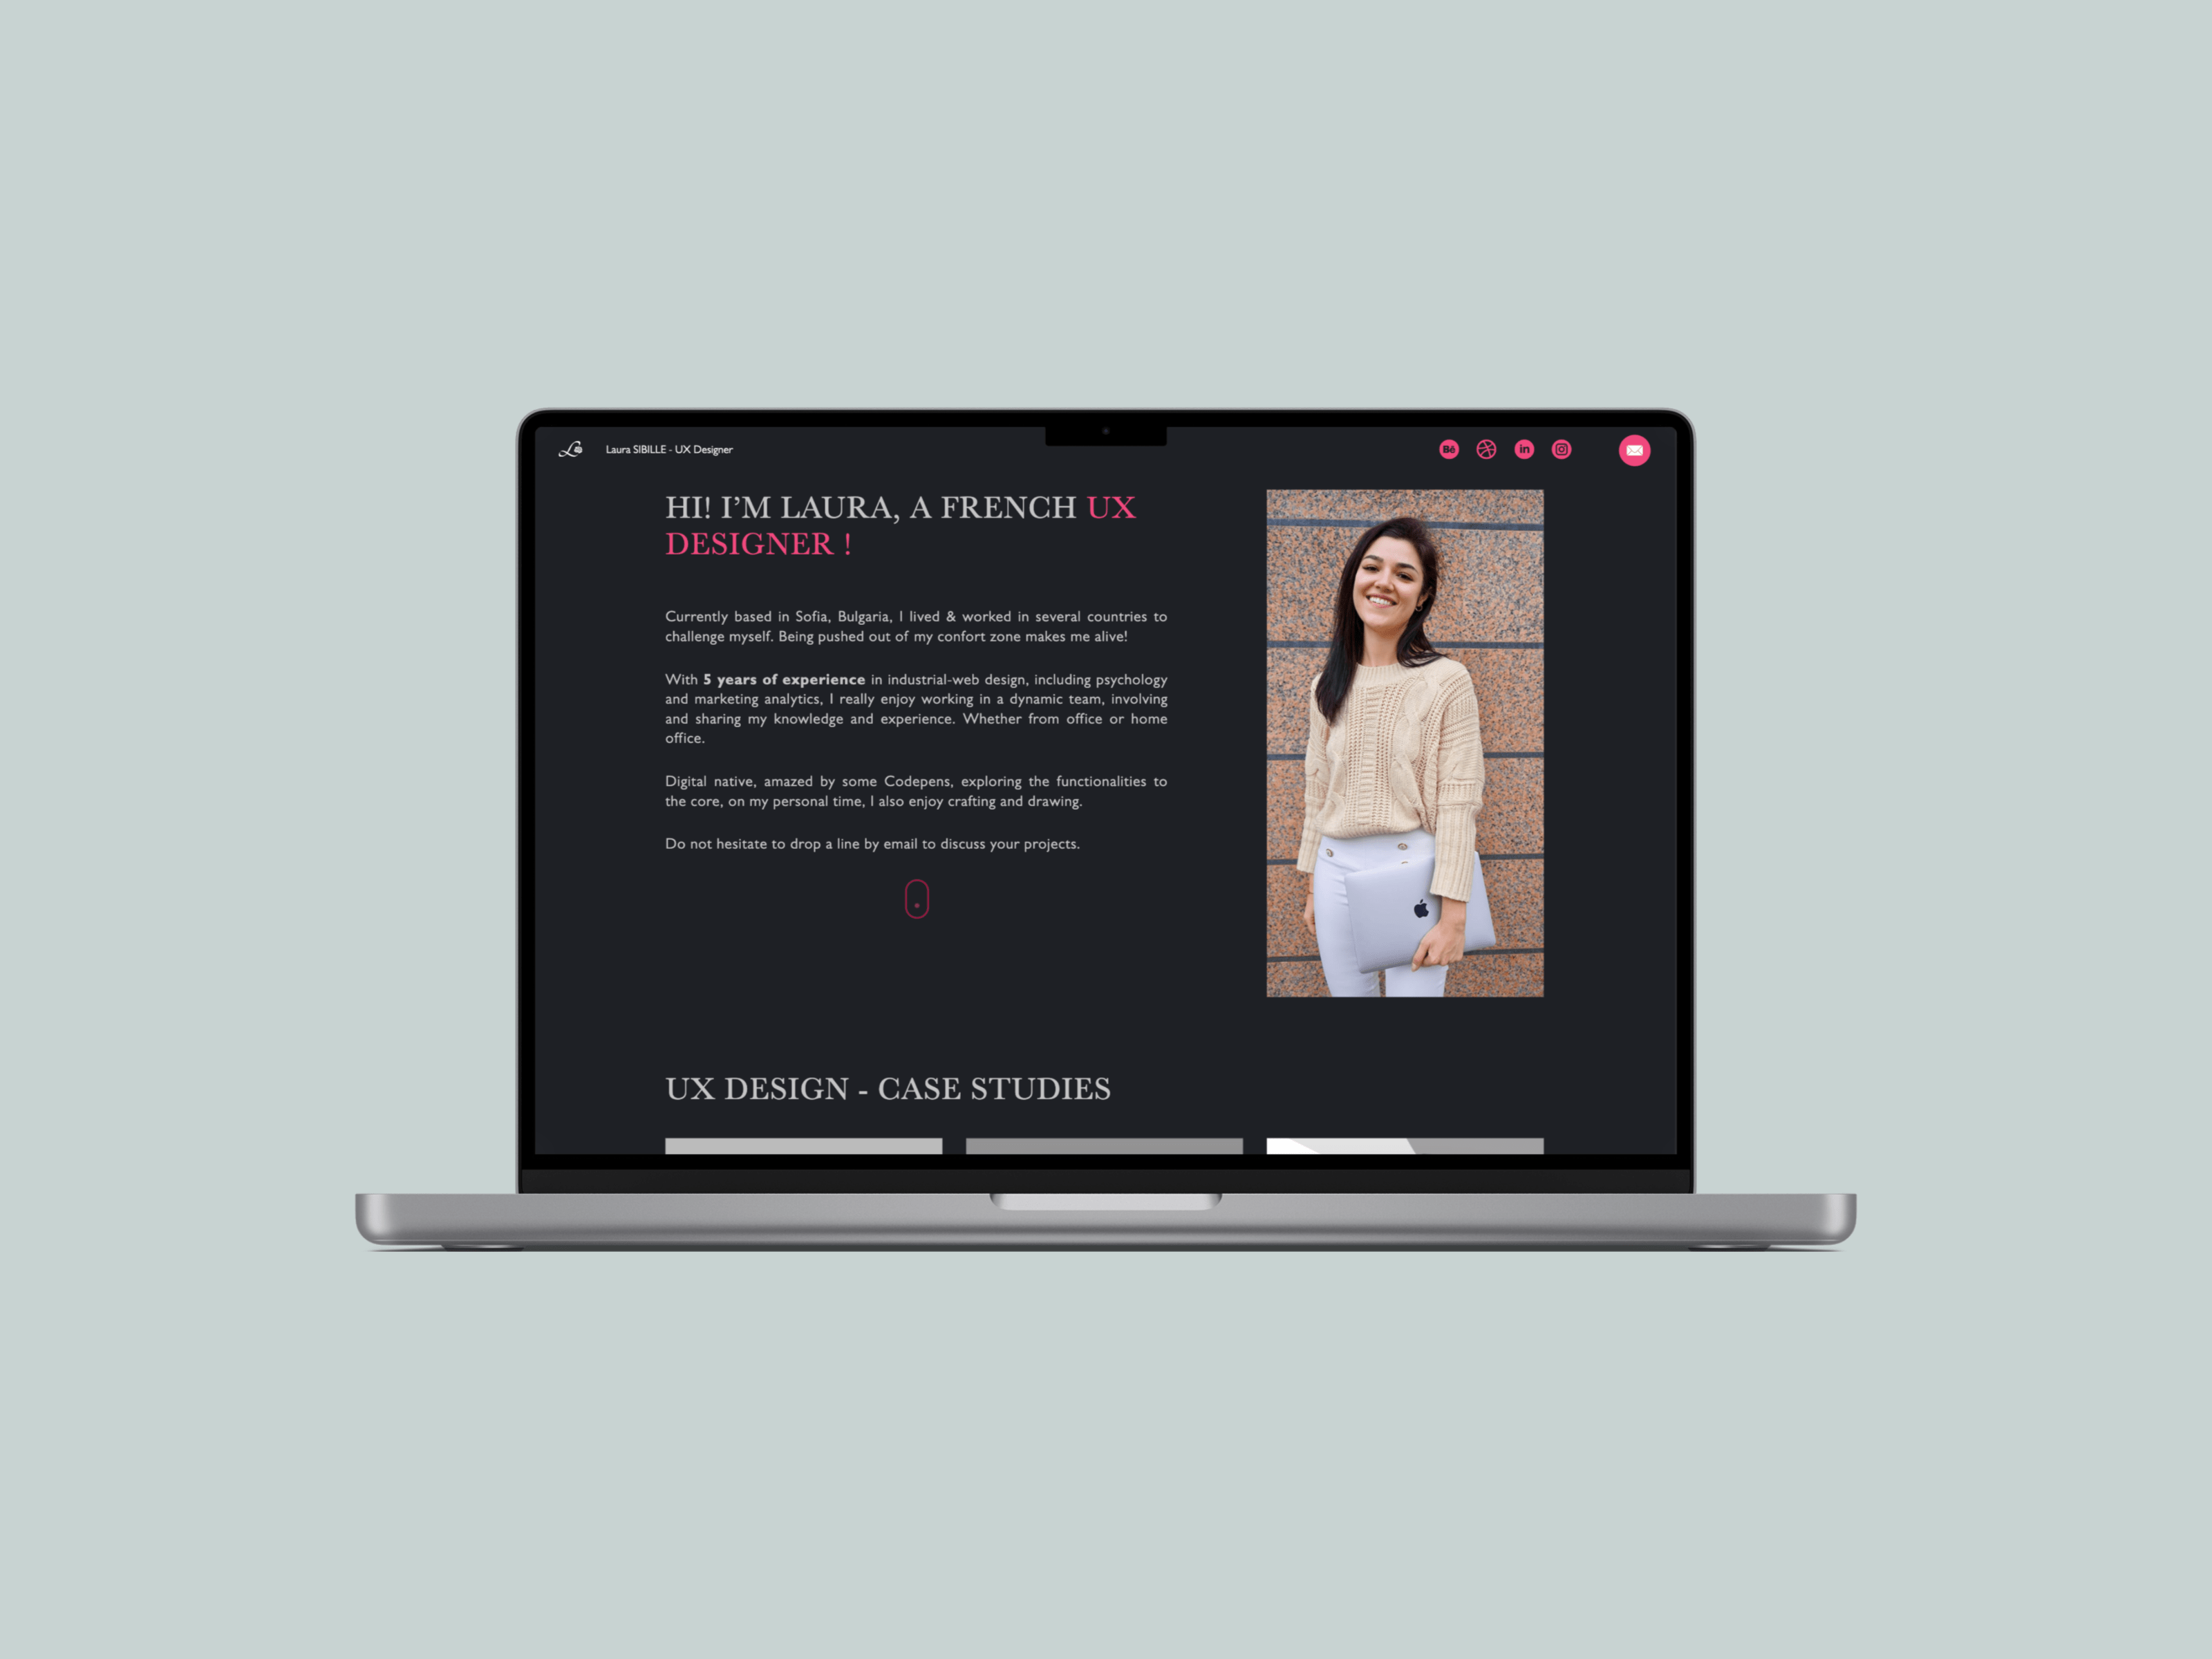 Laura SIBILLE - UX Designer
Bē
in
HI! I’M LAURA, A FRENCH UX
DESIGNER !
Currently based in Sofia, Bulgaria, I lived & worked in several countries to
challenge myself. Being pushed out of my confort zone makes me alive!
With 5 years of experience in industrial-web design, including psychology
and marketing analytics, I really enjoy working in a dynamic team, involving
and sharing my knowledge and experience. Whether from office or home
office.
Digital native, amazed by some Codepens, exploring the functionalities to
the core, on my personal time, I also enjoy crafting and drawing.
Do not hesitate to drop a line by email to discuss your projects.
UX DESIGN - CASE STUDIES